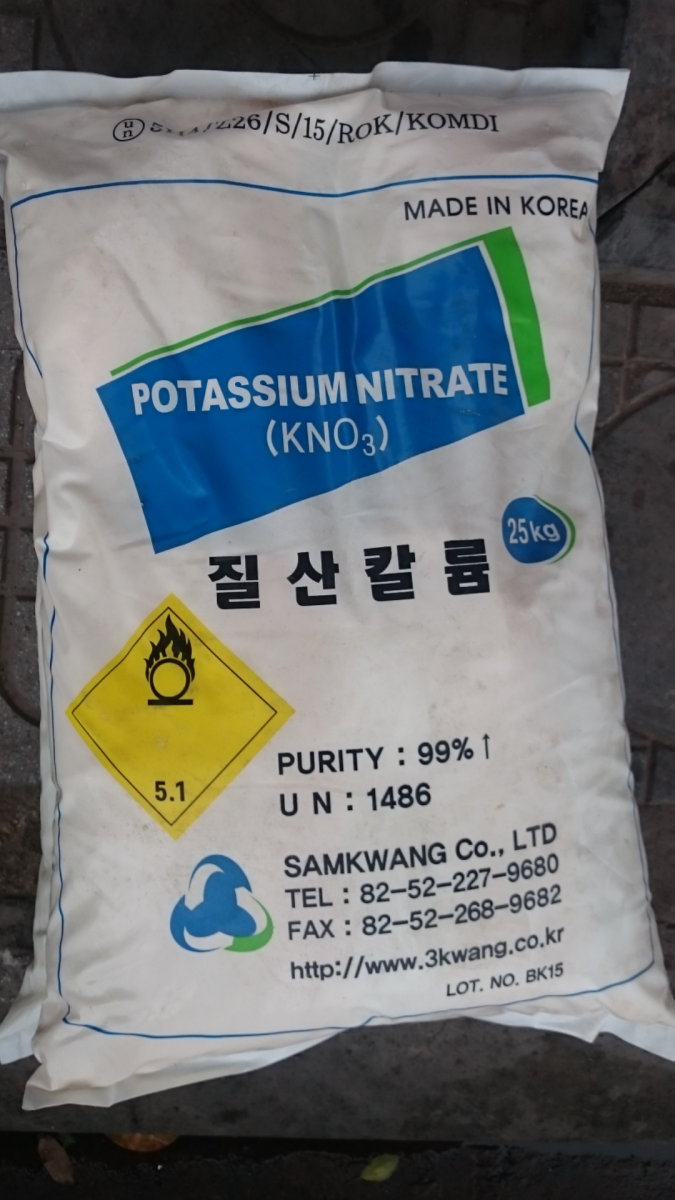 un /Z26/S/15/ROK/KOMDI
MADE IN KOREA
POTASSIUM NITRATE
(KNO₃)
25kg
질산칼륨
5.1
PURITY : 99%↑
U N : 1486
SAMKWANG Co., LTD
TEL : 82-52-227-9680
FAX : 82-52-268-9682
http://www.3kwang.co.kr
LOT. NO. BK15